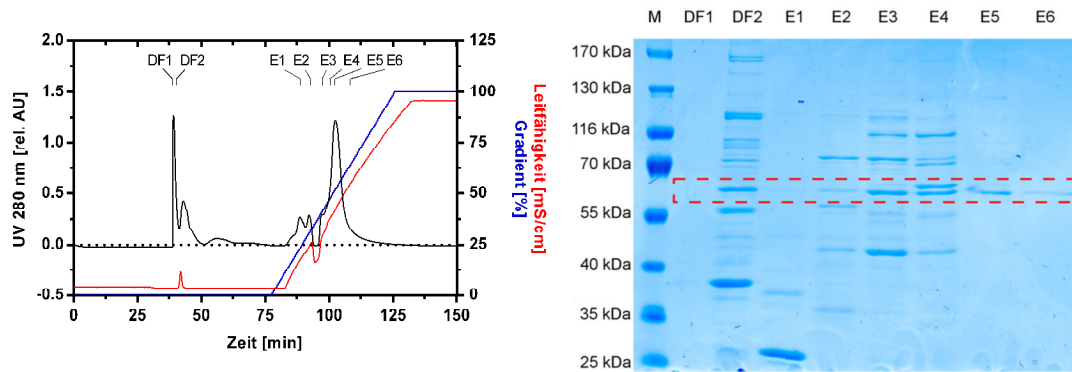 2.0
1.5
1.0
0.5
0.0
-0.5
UV 280 nm [rel. AU]
DF1 DF2 E1 E2 E3 E4 E5 E6
125
100
75
50
25
0
Leitfähigkeit [mS/cm]
Gradient [%]
0 25 50 75 100 125 150
Zeit [min]
M DF1 DF2 E1 E2 E3 E4 E5 E6
170 kDa
130 kDa
116 kDa
70 kDa
55 kDa
40 kDa
35 kDa
25 kDa